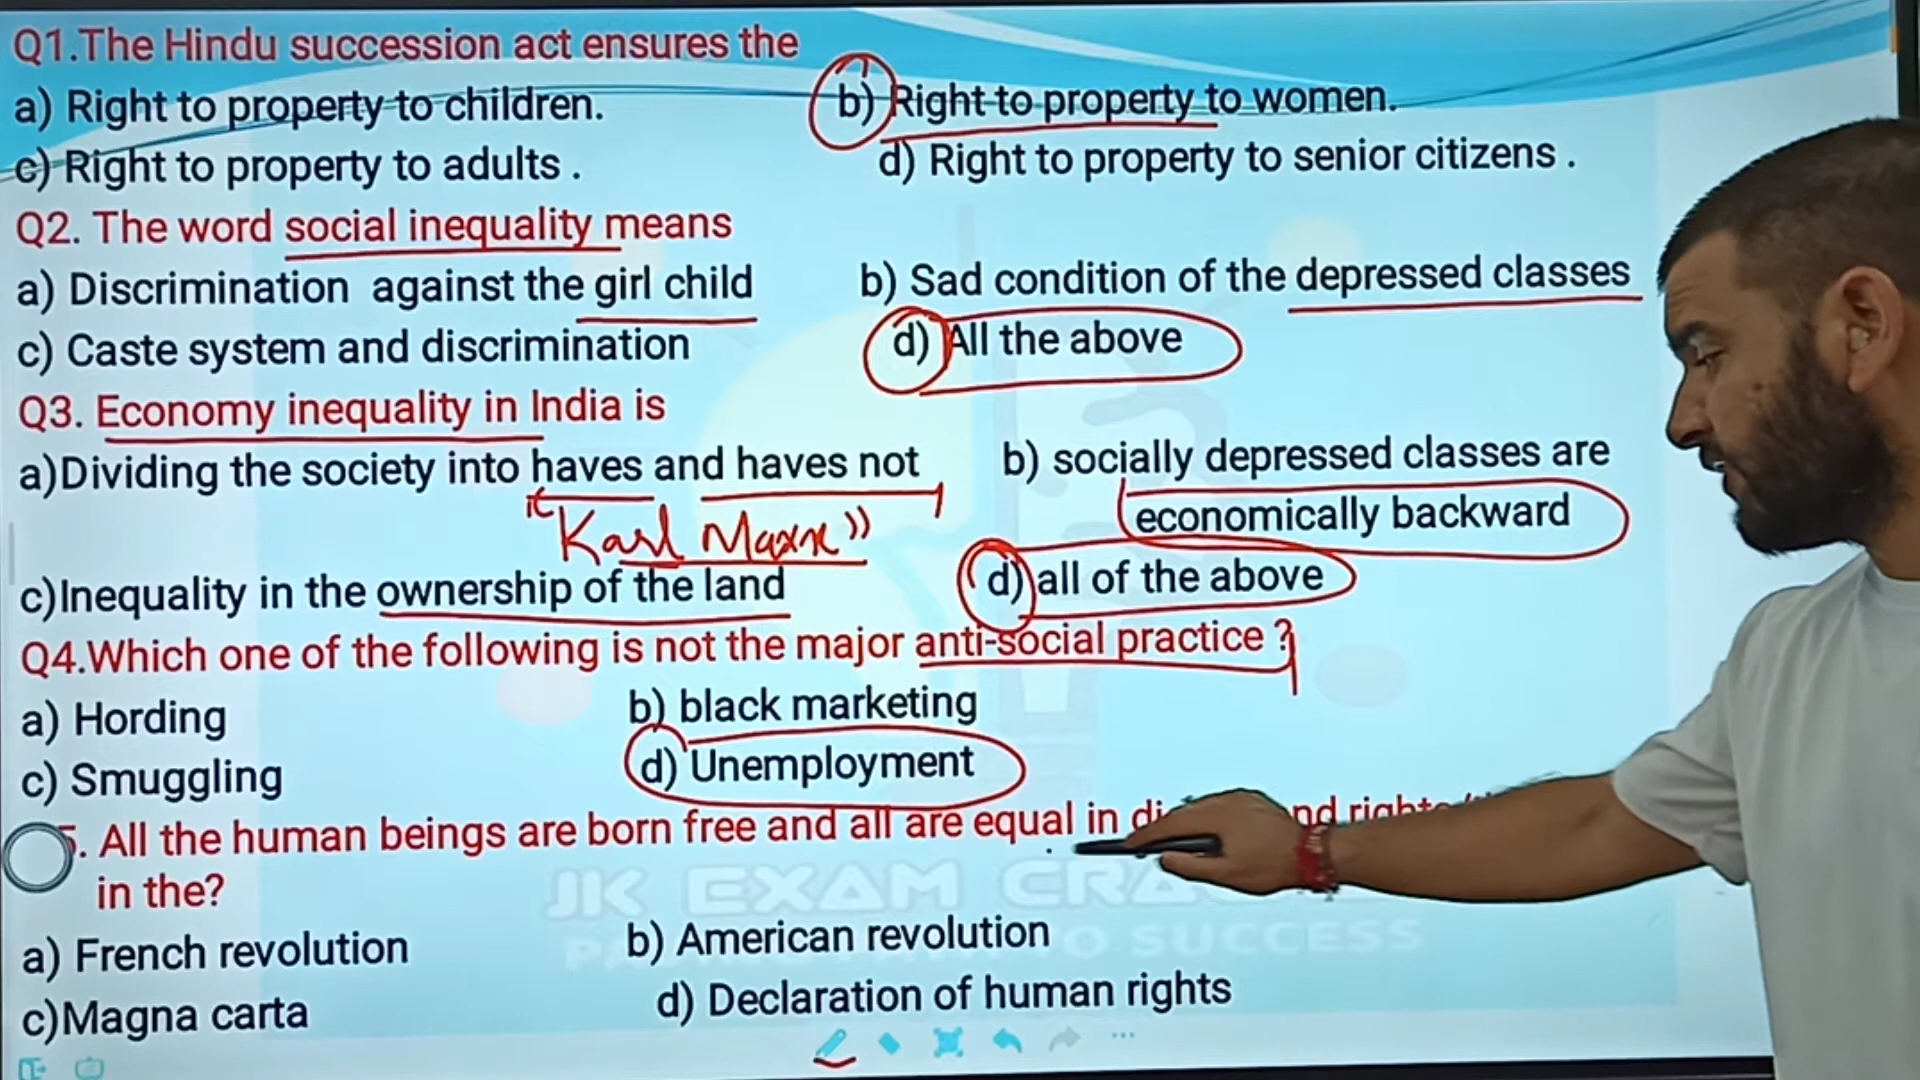 Q1.The Hindu succession act ensures the
a) Right to property to children. b) Right to property to women.
c) Right to property to adults . d) Right to property to senior citizens .
Q2. The word social inequality means
a) Discrimination against the girl child b) Sad condition of the depressed classes
c) Caste system and discrimination d) All the above
Q3. Economy inequality in India is
a)Dividing the society into haves and haves not b) socially depressed classes are
economically backward
"Karl Marx"
c)Inequality in the ownership of the land d) all of the above
Q4.Which one of the following is not the major anti-social practice ?
a) Hording b) black marketing
c) Smuggling d) Unemployment
5. All the human beings are born free and all are equal in
in the?
JK EXAM
SUCCESS
a) French revolution b) American revolution
c)Magna carta d) Declaration of human rights